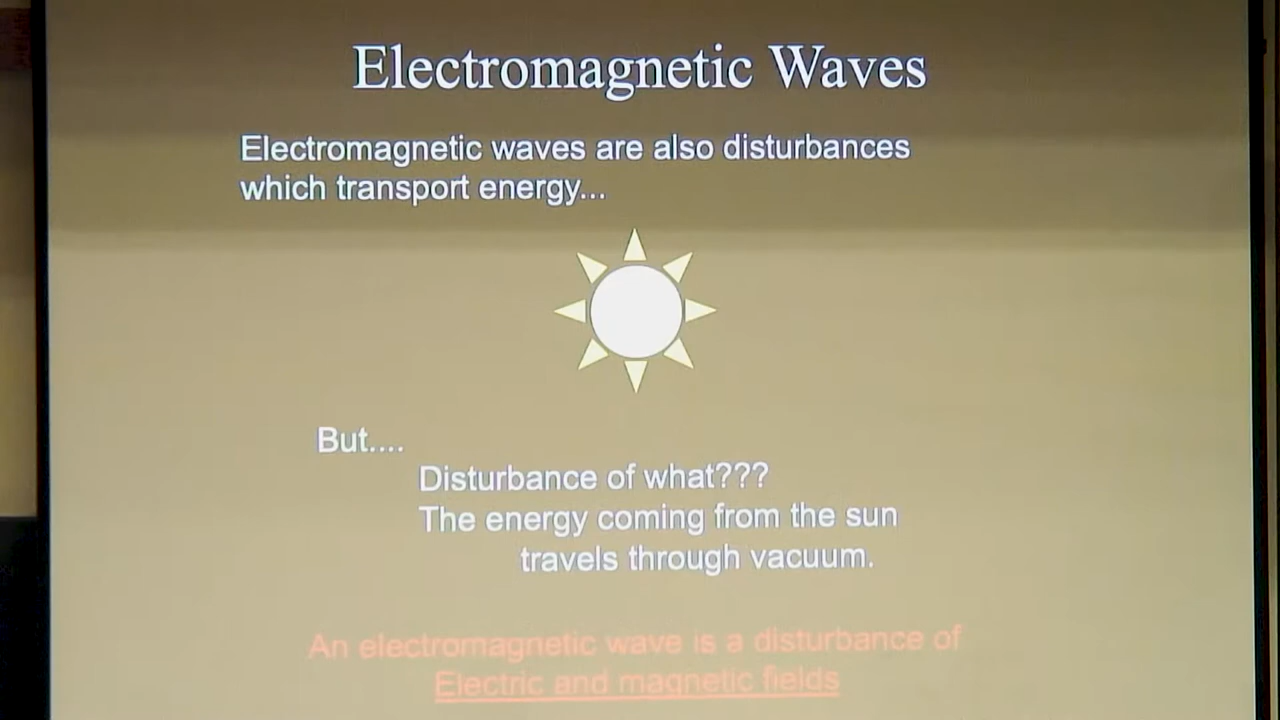 Electromagnetic Waves
Electromagnetic waves are also disturbances
which transport energy...
But....
Disturbance of what???
The energy coming from the sun
travels through vacuum.
An electromagnetic wave is a disturbance of
Electric and magnetic fields